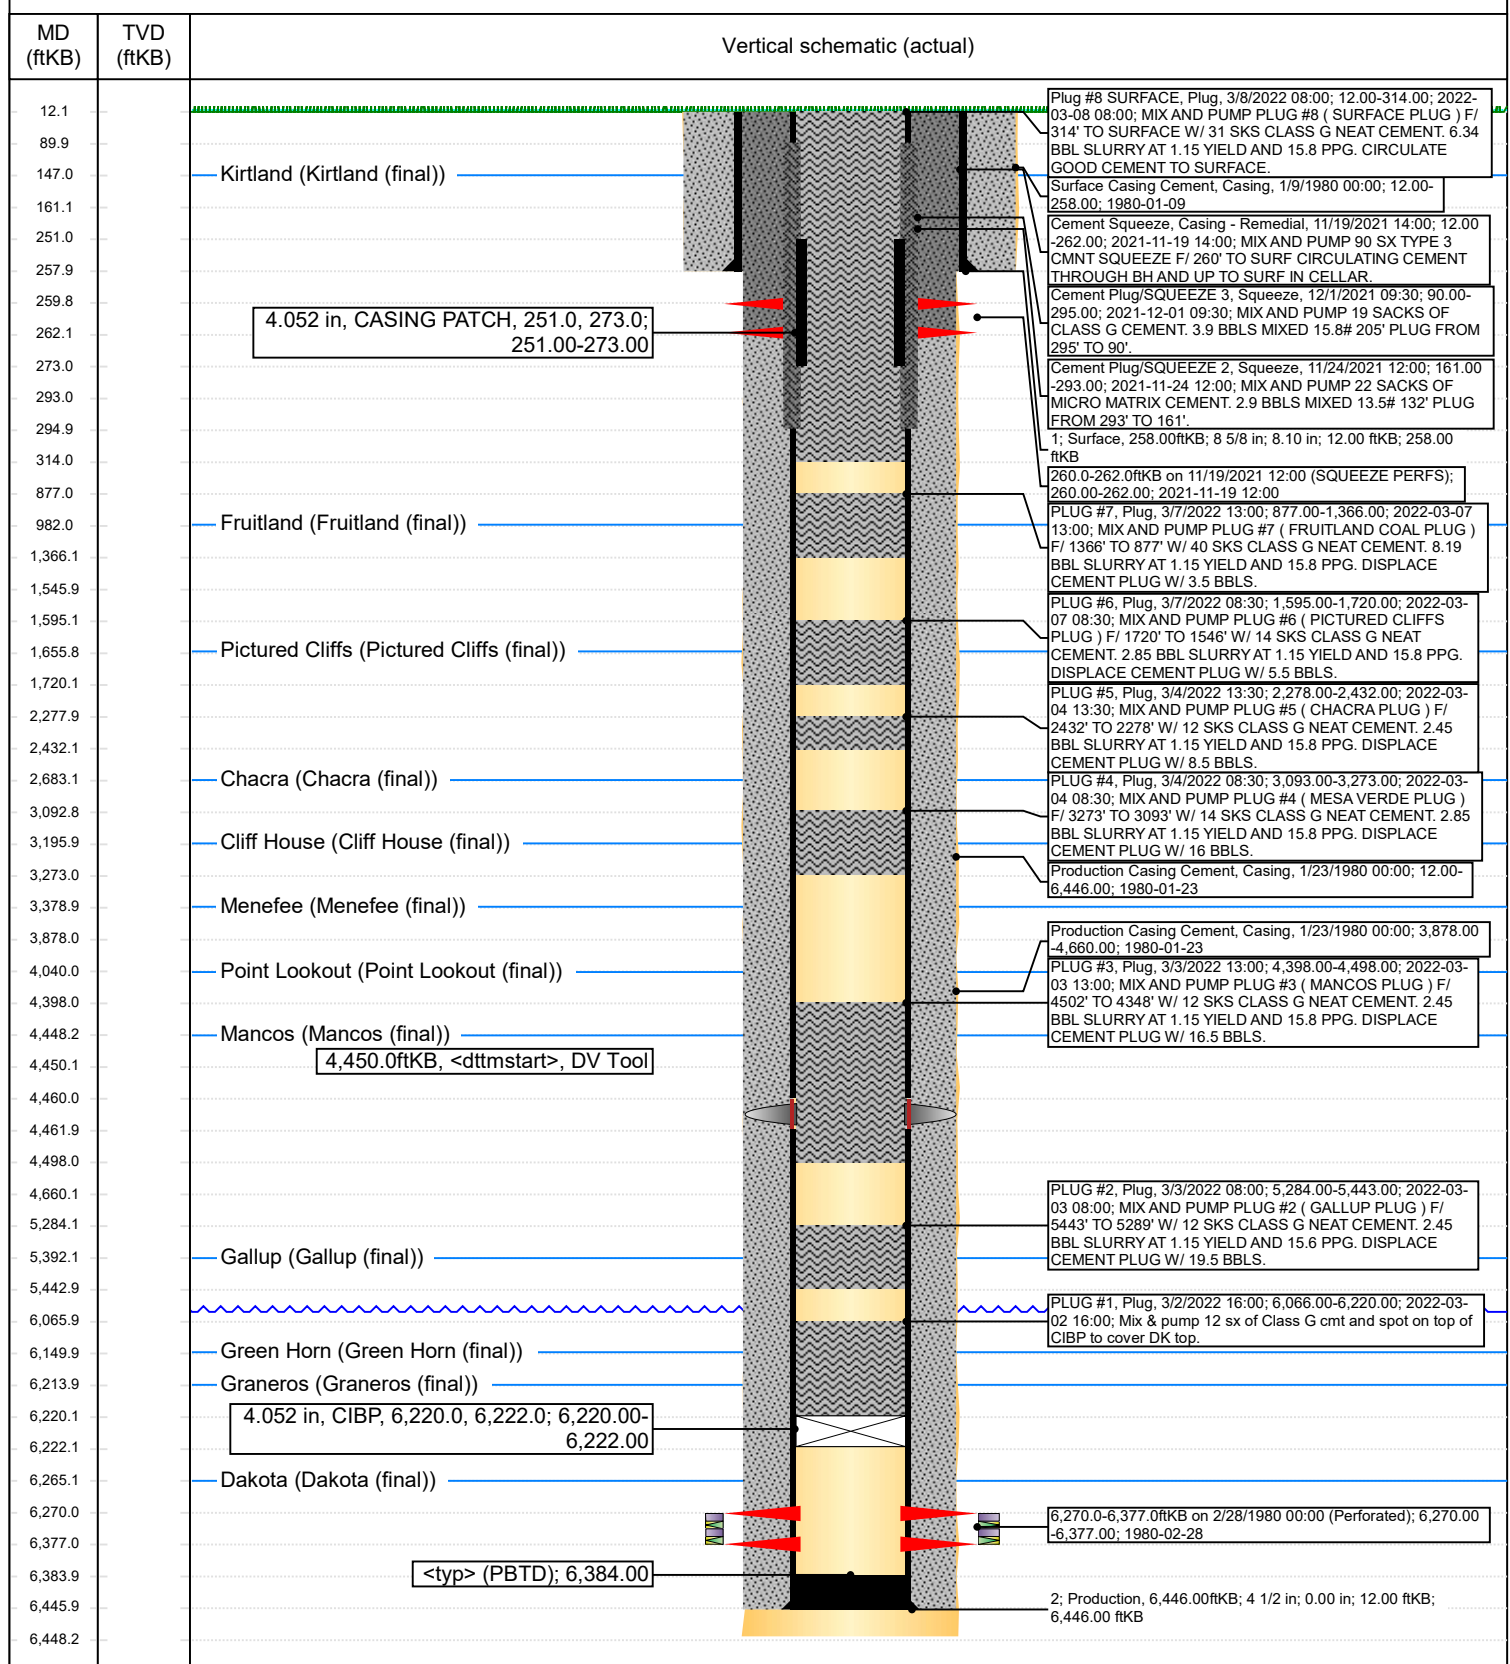 MD
(ftKB)
TVD
(ftKB)
Vertical schematic (actual)
12.1
89.9
147.0
161.1
251.0
257.9
259.8
262.1
273.0
293.0
294.9
314.0
877.0
982.0
1,366.1
1,545.9
1,595.1
1,655.8
1,720.1
2,277.9
2,432.1
2,683.1
3,092.8
3,195.9
3,273.0
3,378.9
3,878.0
4,040.0
4,398.0
4,448.2
4,450.1
4,460.0
4,461.9
4,498.0
4,660.1
5,284.1
5,392.1
5,442.9
6,065.9
6,149.9
6,213.9
6,220.1
6,222.1
6,265.1
6,270.0
6,377.0
6,383.9
6,445.9
6,448.2
Kirtland (Kirtland (final))
4.052 in, CASING PATCH, 251.0, 273.0;
251.00-273.00
Fruitland (Fruitland (final))
Pictured Cliffs (Pictured Cliffs (final))
Chacra (Chacra (final))
Cliff House (Cliff House (final))
Menefee (Menefee (final))
Point Lookout (Point Lookout (final))
Mancos (Mancos (final))
4,450.0ftKB, <dttmstart>, DV Tool
Gallup (Gallup (final))
Green Horn (Green Horn (final))
Graneros (Graneros (final))
4.052 in, CIBP, 6,220.0, 6,222.0; 6,220.00-
6,222.00
Dakota (Dakota (final))
<typ> (PBTD); 6,384.00
Plug #8 SURFACE, Plug, 3/8/2022 08:00; 12.00-314.00; 2022-
03-08 08:00; MIX AND PUMP PLUG #8 ( SURFACE PLUG ) F/
314' TO SURFACE W/ 31 SKS CLASS G NEAT CEMENT. 6.34
BBL SLURRY AT 1.15 YIELD AND 15.8 PPG. CIRCULATE
GOOD CEMENT TO SURFACE.
Surface Casing Cement, Casing, 1/9/1980 00:00; 12.00-
258.00; 1980-01-09
Cement Squeeze, Casing - Remedial, 11/19/2021 14:00; 12.00
-262.00; 2021-11-19 14:00; MIX AND PUMP 90 SX TYPE 3
CMNT SQUEEZE F/ 260' TO SURF CIRCULATING CEMENT
THROUGH BH AND UP TO SURF IN CELLAR.
Cement Plug/SQUEEZE 3, Squeeze, 12/1/2021 09:30; 90.00-
295.00; 2021-12-01 09:30; MIX AND PUMP 19 SACKS OF
CLASS G CEMENT. 3.9 BBLS MIXED 15.8# 205' PLUG FROM
295' TO 90'.
Cement Plug/SQUEEZE 2, Squeeze, 11/24/2021 12:00; 161.00
-293.00; 2021-11-24 12:00; MIX AND PUMP 22 SACKS OF
MICRO MATRIX CEMENT. 2.9 BBLS MIXED 13.5# 132' PLUG
FROM 293' TO 161'.
1; Surface, 258.00ftKB; 8 5/8 in; 8.10 in; 12.00 ftKB; 258.00
ftKB
260.0-262.0ftKB on 11/19/2021 12:00 (SQUEEZE PERFS);
260.00-262.00; 2021-11-19 12:00
PLUG #7, Plug, 3/7/2022 13:00; 877.00-1,366.00; 2022-03-07
13:00; MIX AND PUMP PLUG #7 ( FRUITLAND COAL PLUG )
F/ 1366' TO 877' W/ 40 SKS CLASS G NEAT CEMENT. 8.19
BBL SLURRY AT 1.15 YIELD AND 15.8 PPG. DISPLACE
CEMENT PLUG W/ 3.5 BBLS.
PLUG #6, Plug, 3/7/2022 08:30; 1,595.00-1,720.00; 2022-03-
07 08:30; MIX AND PUMP PLUG #6 ( PICTURED CLIFFS
PLUG ) F/ 1720' TO 1546' W/ 14 SKS CLASS G NEAT
CEMENT. 2.85 BBL SLURRY AT 1.15 YIELD AND 15.8 PPG.
DISPLACE CEMENT PLUG W/ 5.5 BBLS.
PLUG #5, Plug, 3/4/2022 13:30; 2,278.00-2,432.00; 2022-03-
04 13:30; MIX AND PUMP PLUG #5 ( CHACRA PLUG ) F/
2432' TO 2278' W/ 12 SKS CLASS G NEAT CEMENT. 2.45
BBL SLURRY AT 1.15 YIELD AND 15.8 PPG. DISPLACE
CEMENT PLUG W/ 8.5 BBLS.
PLUG #4, Plug, 3/4/2022 08:30; 3,093.00-3,273.00; 2022-03-
04 08:30; MIX AND PUMP PLUG #4 ( MESA VERDE PLUG )
F/ 3273' TO 3093' W/ 14 SKS CLASS G NEAT CEMENT. 2.85
BBL SLURRY AT 1.15 YIELD AND 15.8 PPG. DISPLACE
CEMENT PLUG W/ 16 BBLS.
Production Casing Cement, Casing, 1/23/1980 00:00; 12.00-
6,446.00; 1980-01-23
Production Casing Cement, Casing, 1/23/1980 00:00; 3,878.00
-4,660.00; 1980-01-23
PLUG #3, Plug, 3/3/2022 13:00; 4,398.00-4,498.00; 2022-03-
03 13:00; MIX AND PUMP PLUG #3 ( MANCOS PLUG ) F/
4502' TO 4348' W/ 12 SKS CLASS G NEAT CEMENT. 2.45
BBL SLURRY AT 1.15 YIELD AND 15.8 PPG. DISPLACE
CEMENT PLUG W/ 16.5 BBLS.
PLUG #2, Plug, 3/3/2022 08:00; 5,284.00-5,443.00; 2022-03-
03 08:00; MIX AND PUMP PLUG #2 ( GALLUP PLUG ) F/
5443' TO 5289' W/ 12 SKS CLASS G NEAT CEMENT. 2.45
BBL SLURRY AT 1.15 YIELD AND 15.6 PPG. DISPLACE
CEMENT PLUG W/ 19.5 BBLS.
PLUG #1, Plug, 3/2/2022 16:00; 6,066.00-6,220.00; 2022-03-
02 16:00; Mix & pump 12 sx of Class G cmt and spot on top of
CIBP to cover DK top.
6,270.0-6,377.0ftKB on 2/28/1980 00:00 (Perforated); 6,270.00
-6,377.00; 1980-02-28
2; Production, 6,446.00ftKB; 4 1/2 in; 0.00 in; 12.00 ftKB;
6,446.00 ftKB